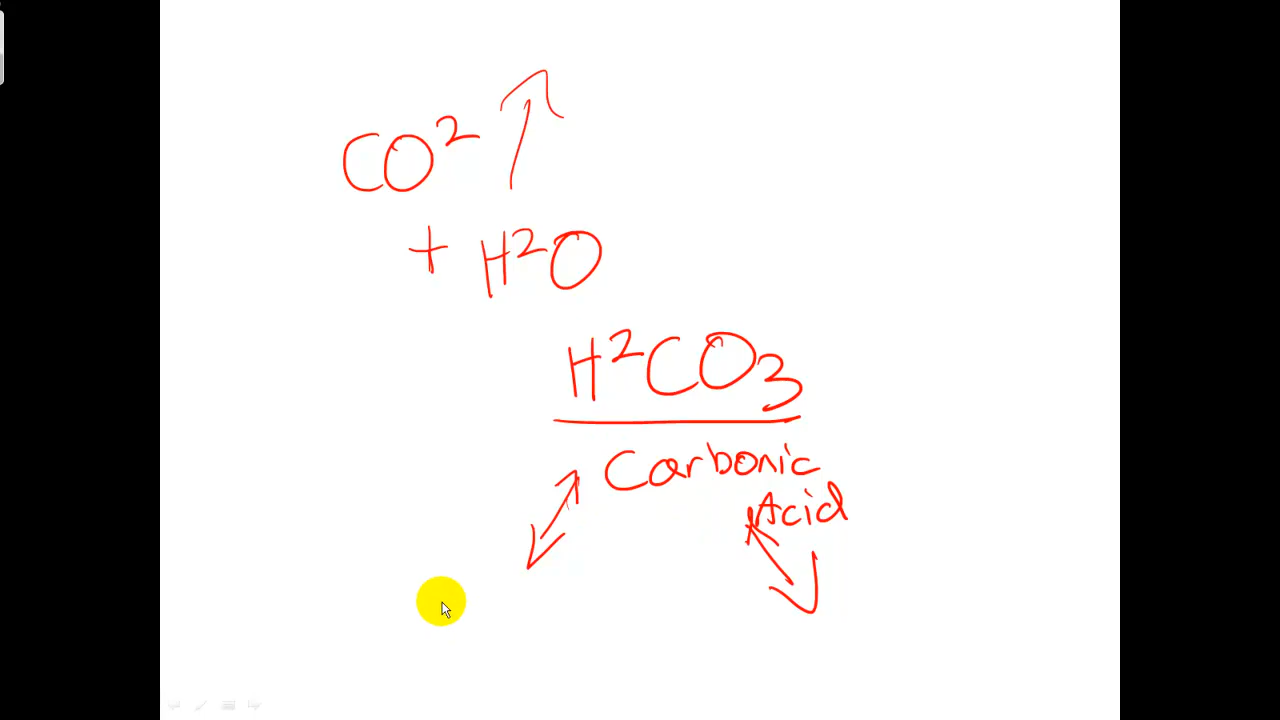 CO²
+ H²O
H²CO₃
Carbonic
Acid